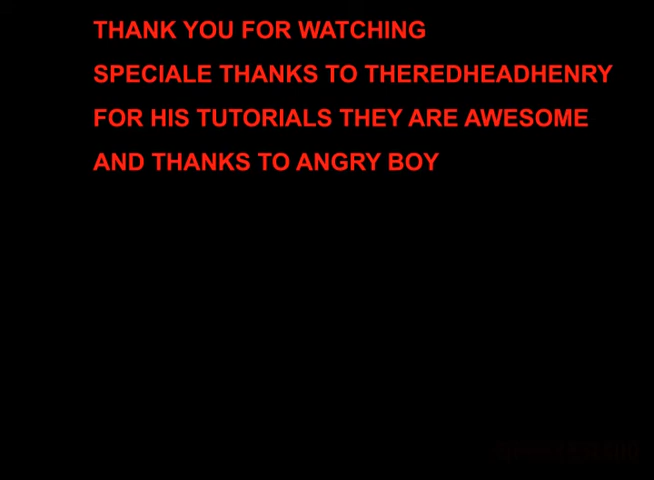 THANK YOU FOR WATCHING
SPECIALE THANKS TO THEREDHEADHENRY
FOR HIS TUTORIALS THEY ARE AWESOME
AND THANKS TO ANGRY BOY